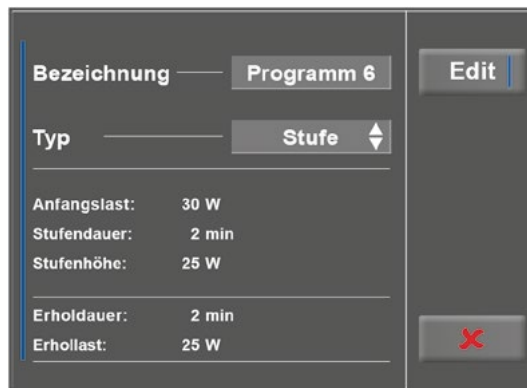 Bezeichnung Programm 6 Edit
Typ Stufe
Anfangslast: 30 W
Stufendauer: 2 min
Stufenhöhe: 25 W
Erholdauer: 2 min
Erhollast: 25 W